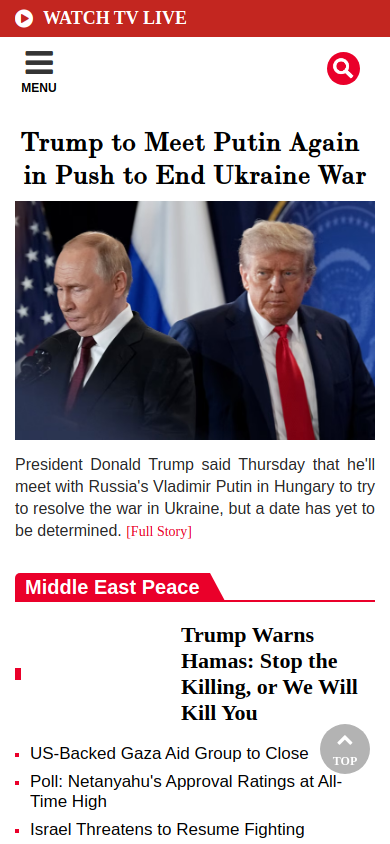 WATCH TV LIVE
MENU
Trump to Meet Putin Again
in Push to End Ukraine War
President Donald Trump said Thursday that he'll
meet with Russia's Vladimir Putin in Hungary to try
to resolve the war in Ukraine, but a date has yet to
be determined. [Full Story]
Middle East Peace
Trump Warns
Hamas: Stop the
Killing, or We Will
Kill You
US-Backed Gaza Aid Group to Close
Poll: Netanyahu's Approval Ratings at All-
Time High
Israel Threatens to Resume Fighting
TOP